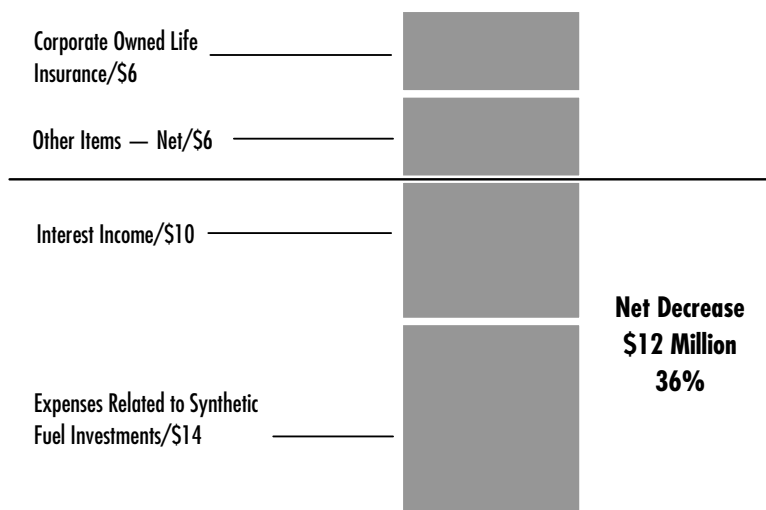 Corporate Owned Life
Insurance/$6
Other Items — Net/$6
Interest Income/$10
Net Decrease
$12 Million
36%
Expenses Related to Synthetic
Fuel Investments/$14